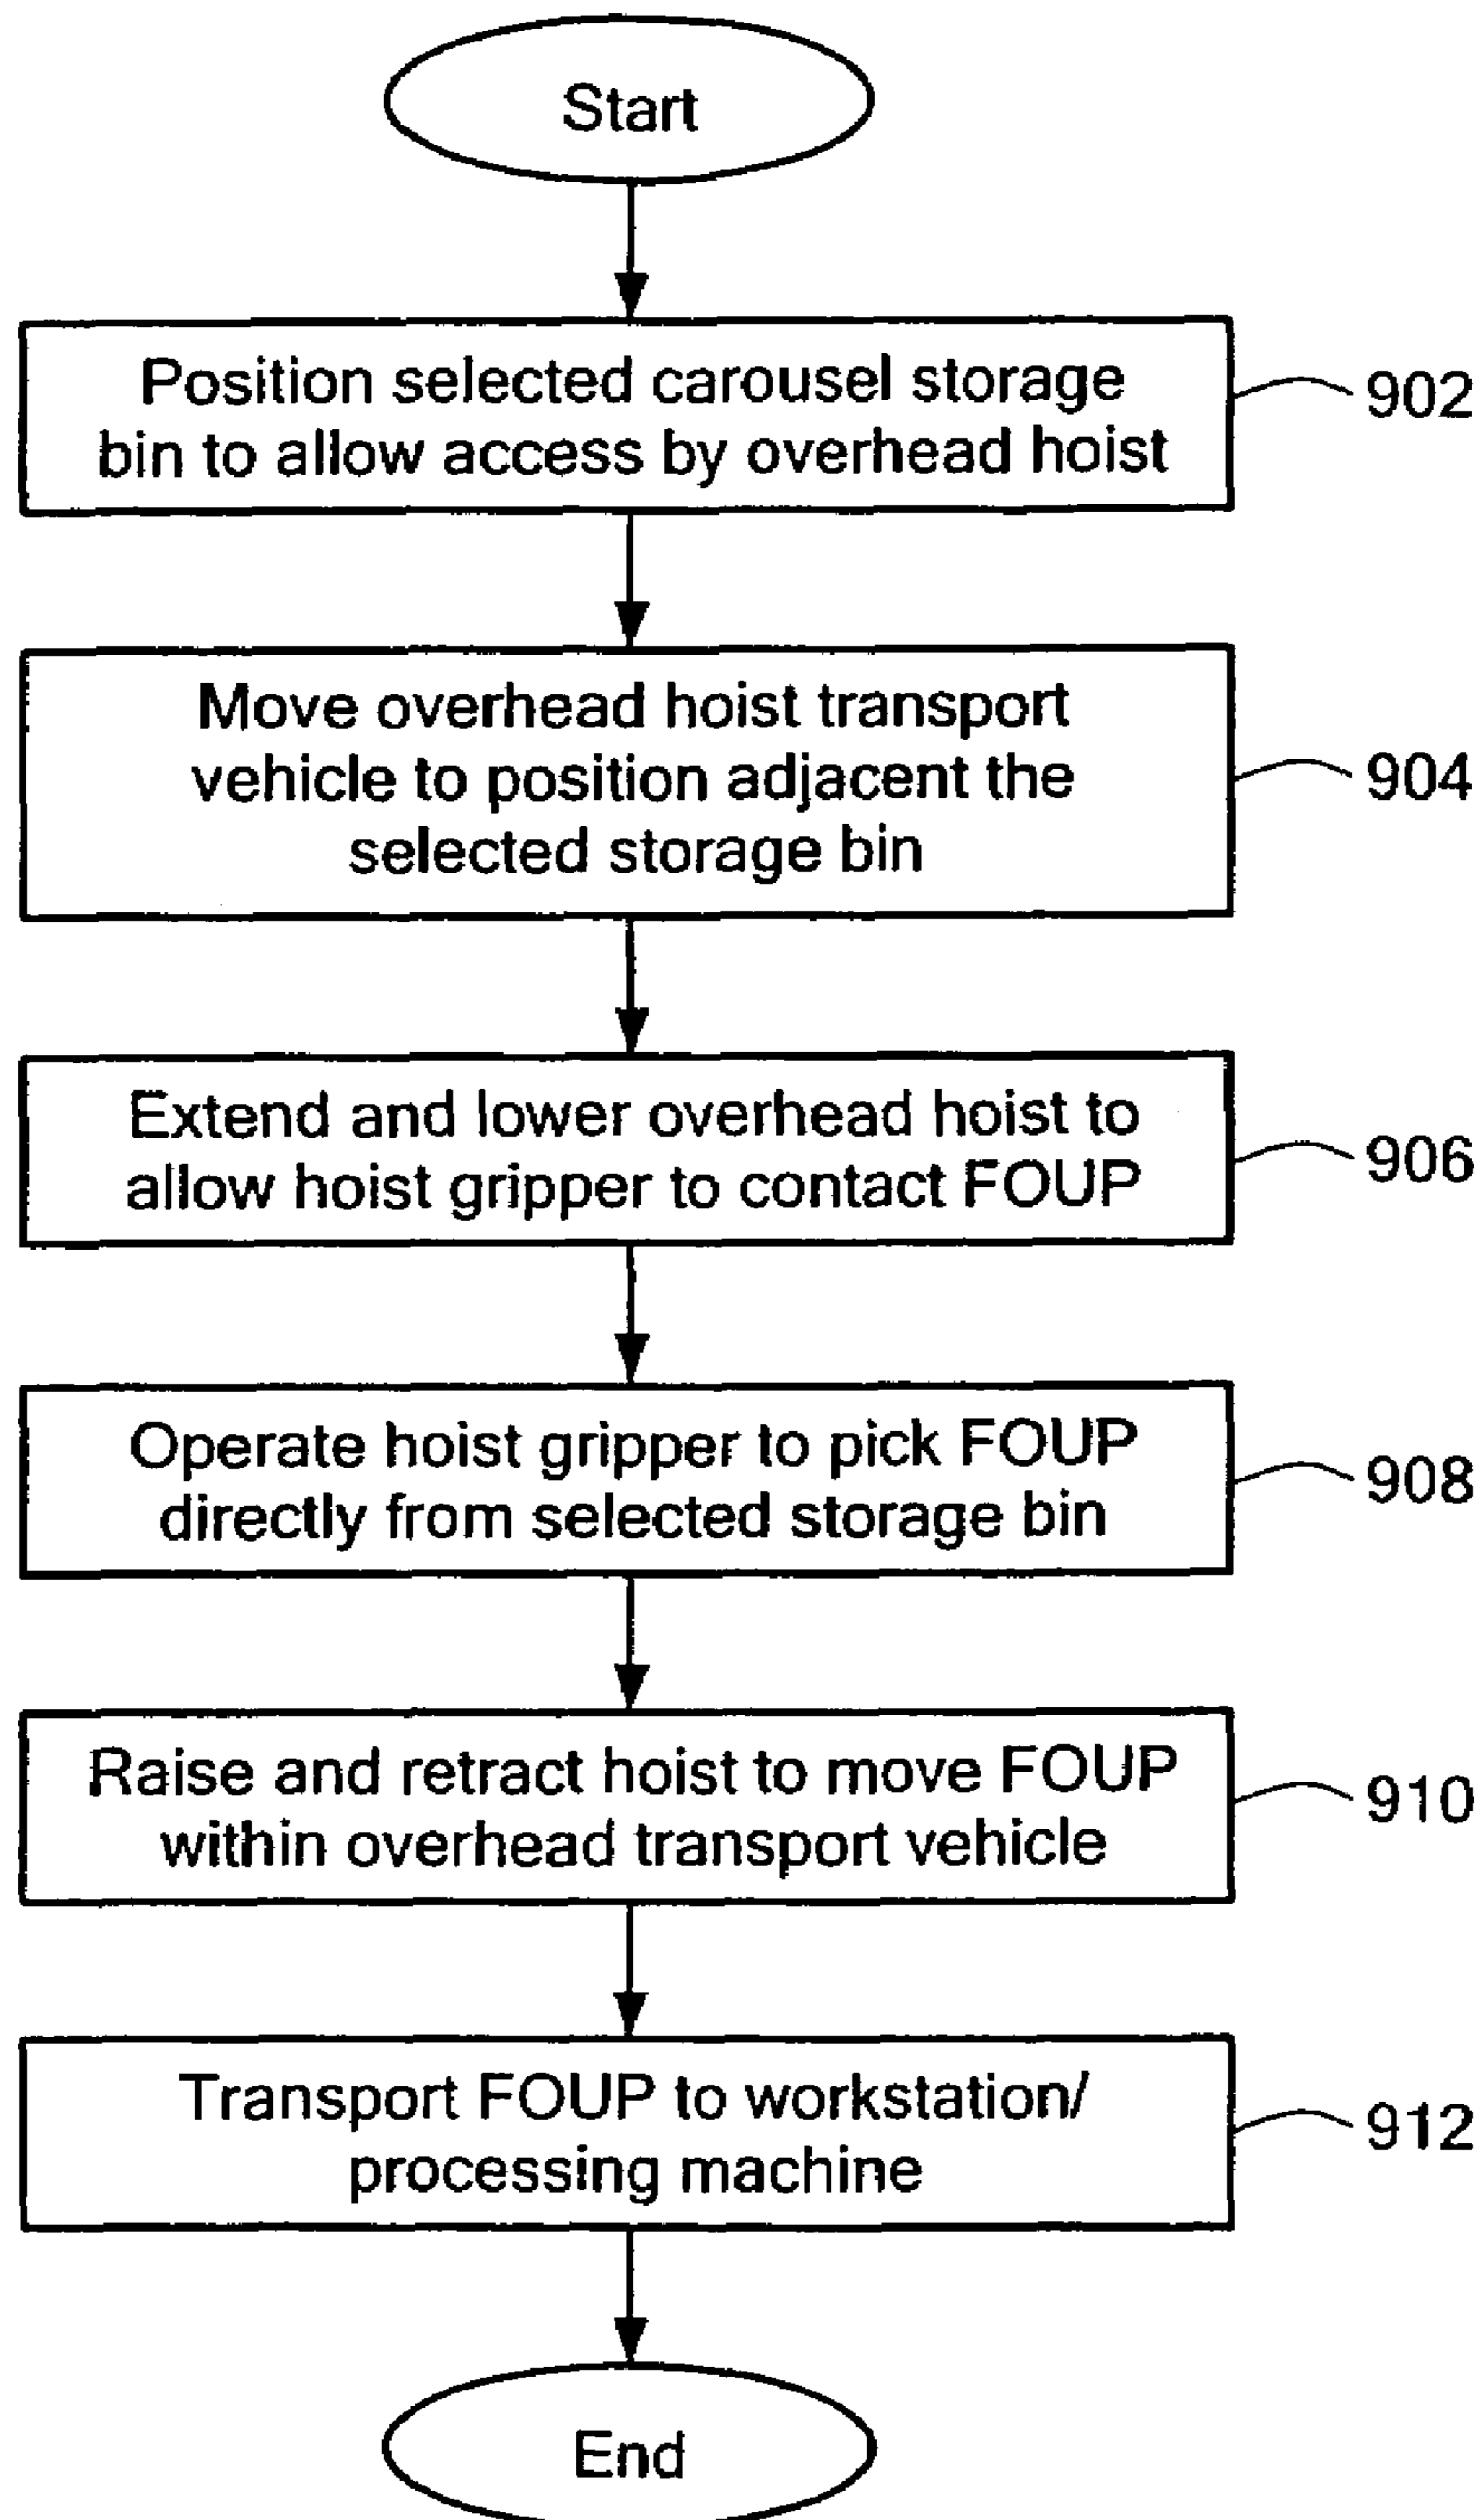 Start
Position selected carousel storage
bin to allow access by overhead hoist
902
Move overhead hoist transport
vehicle to position adjacent the
selected storage bin
904
Extend and lower overhead hoist to
allow hoist gripper to contact FOUP
906
Operate hoist gripper to pick FOUP
directly from selected storage bin
908
Raise and retract hoist to move FOUP
within overhead transport vehicle
910
Transport FOUP to workstation/
processing machine
912
End